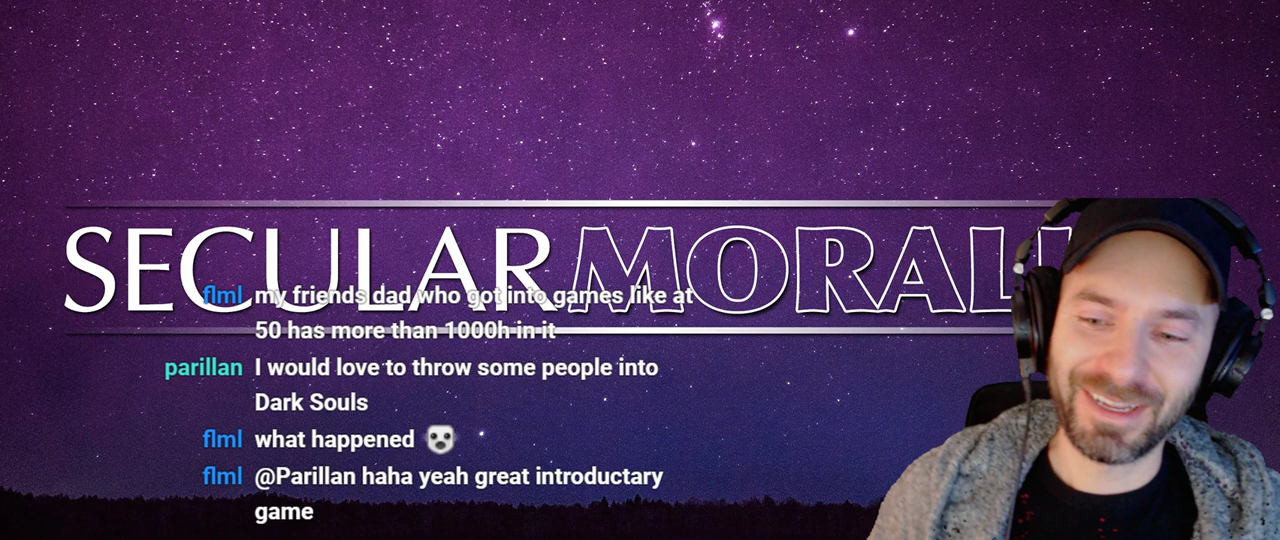 SECULAR MORALI
flml my friends dad who got into games like at
50 has more than 1000h in it
parillan I would love to throw some people into
Dark Souls
flml what happened
flml @Parillan haha yeah great introductary
game